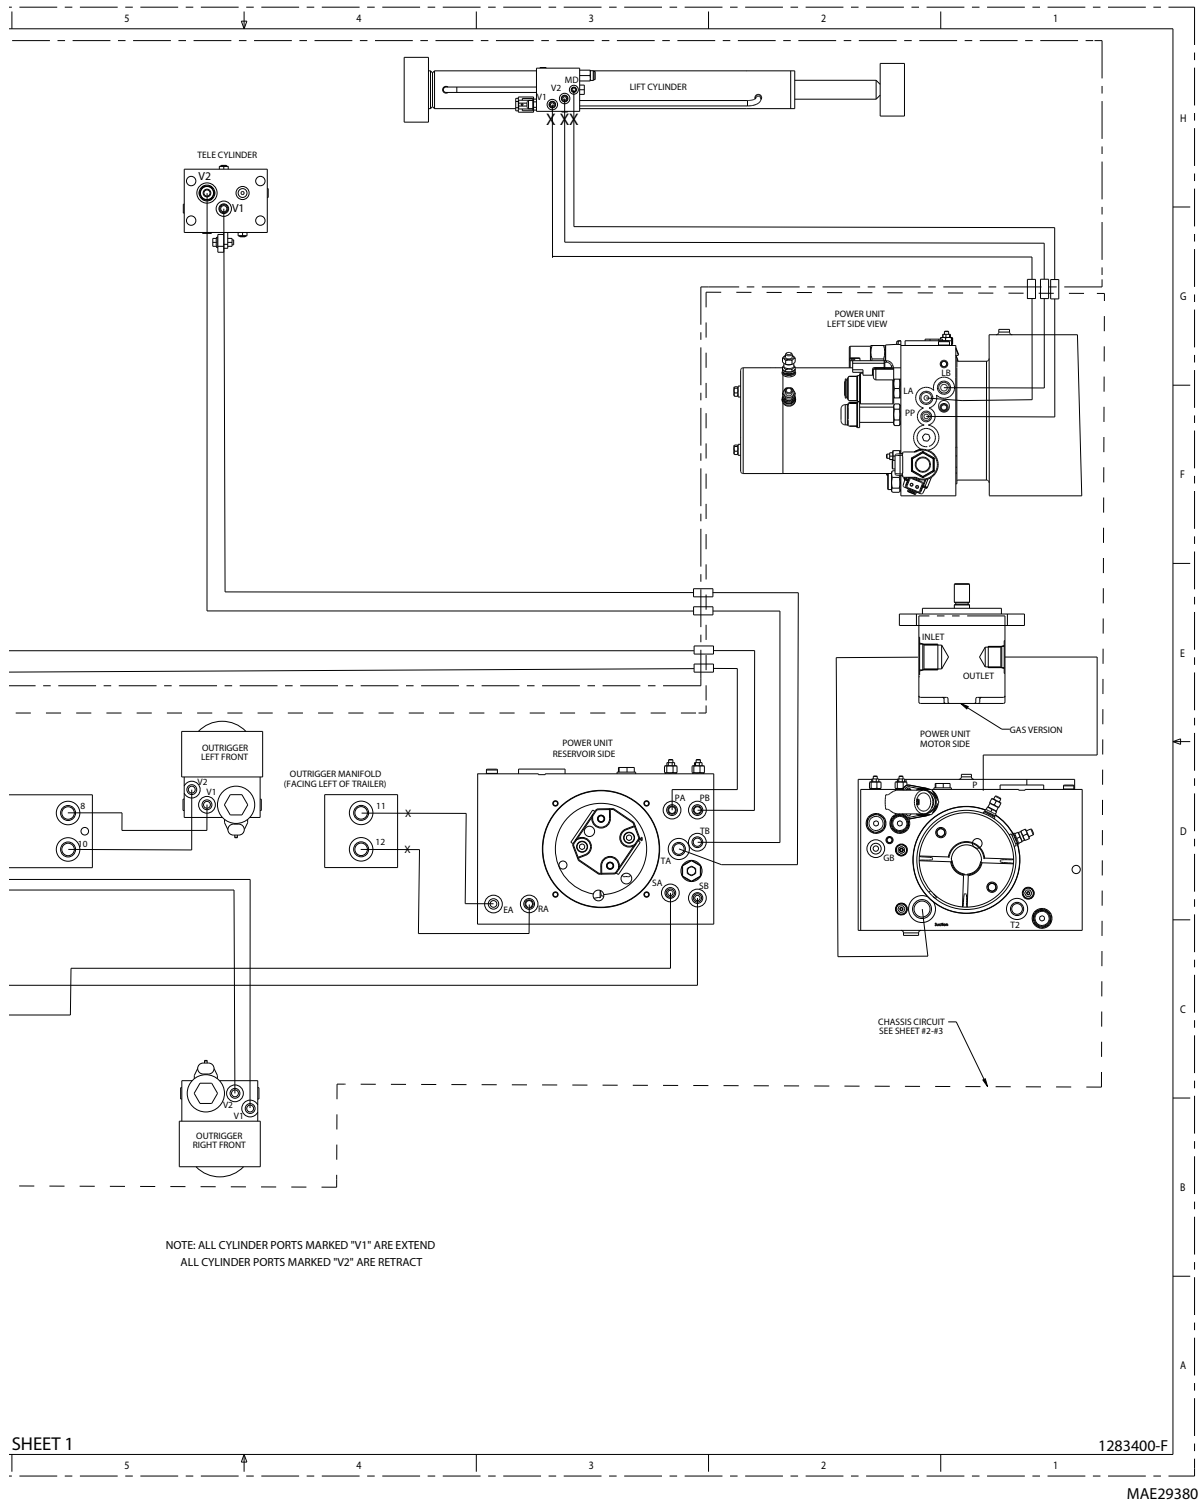 5 4 3 2 1
LIFT CYLINDER
MD
V2
V1
X XX
H
TELE CYLINDER
V2
V1
G
POWER UNIT
LEFT SIDE VIEW
LB
LA
PP
F
INLET
OUTLET
E
GAS VERSION
POWER UNIT
MOTOR SIDE
OUTRIGGER
LEFT FRONT
V2
V1
OUTRIGGER MANIFOLD
(FACING LEFT OF TRAILER)
POWER UNIT
RESERVOIR SIDE
8
10
11
X
12
X
PA
PB
TB
TA
SA
SB
EA
RA
P
GB
T2
D
C
CHASSIS CIRCUIT
SEE SHEET #2-#3
V2
V1
OUTRIGGER
RIGHT FRONT
B
NOTE: ALL CYLINDER PORTS MARKED "V1" ARE EXTEND
ALL CYLINDER PORTS MARKED "V2" ARE RETRACT
A
SHEET 1
1283400-F
5 4 3 2 1
MAE29380